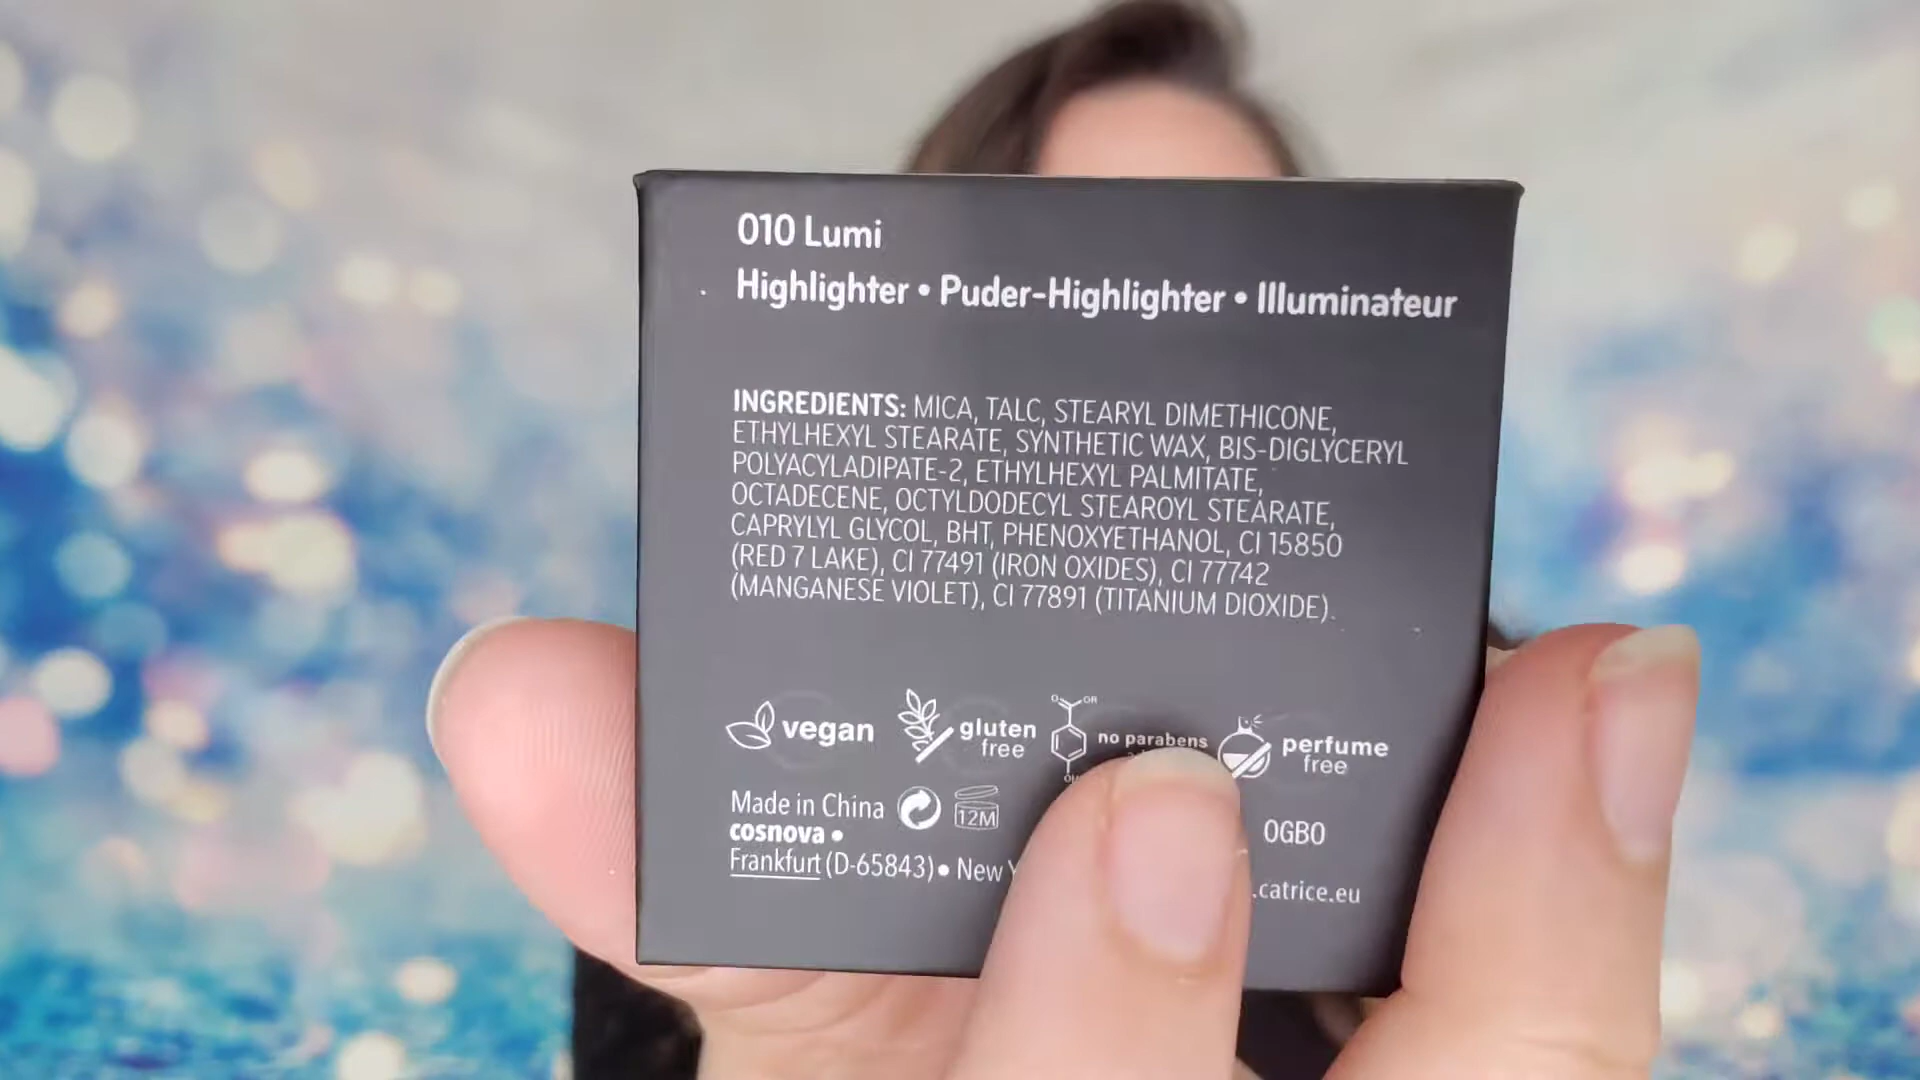 010 Lumi
Highlighter • Puder-Highlighter • Illuminateur
INGREDIENTS: MICA, TALC, STEARYL DIMETHICONE,
ETHYLHEXYL STEARATE, SYNTHETIC WAX, BIS-DIGLYCERYL
POLYACYLADIPATE-2, ETHYLHEXYL PALMITATE,
OCTADECENE, OCTYLDODECYL STEAROYL STEARATE,
CAPRYLYL GLYCOL, BHT, PHENOXYETHANOL, CI 15850
(RED 7 LAKE), CI 77491 (IRON OXIDES), CI 77742
(MANGANESE VIOLET), CI 77891 (TITANIUM DIOXIDE).
vegan
gluten
free
O OR
no parabens
perfume
free
Made in China
12M
cosnova •
0GB0
Frankfurt (D-65843) • New
.catrice.eu